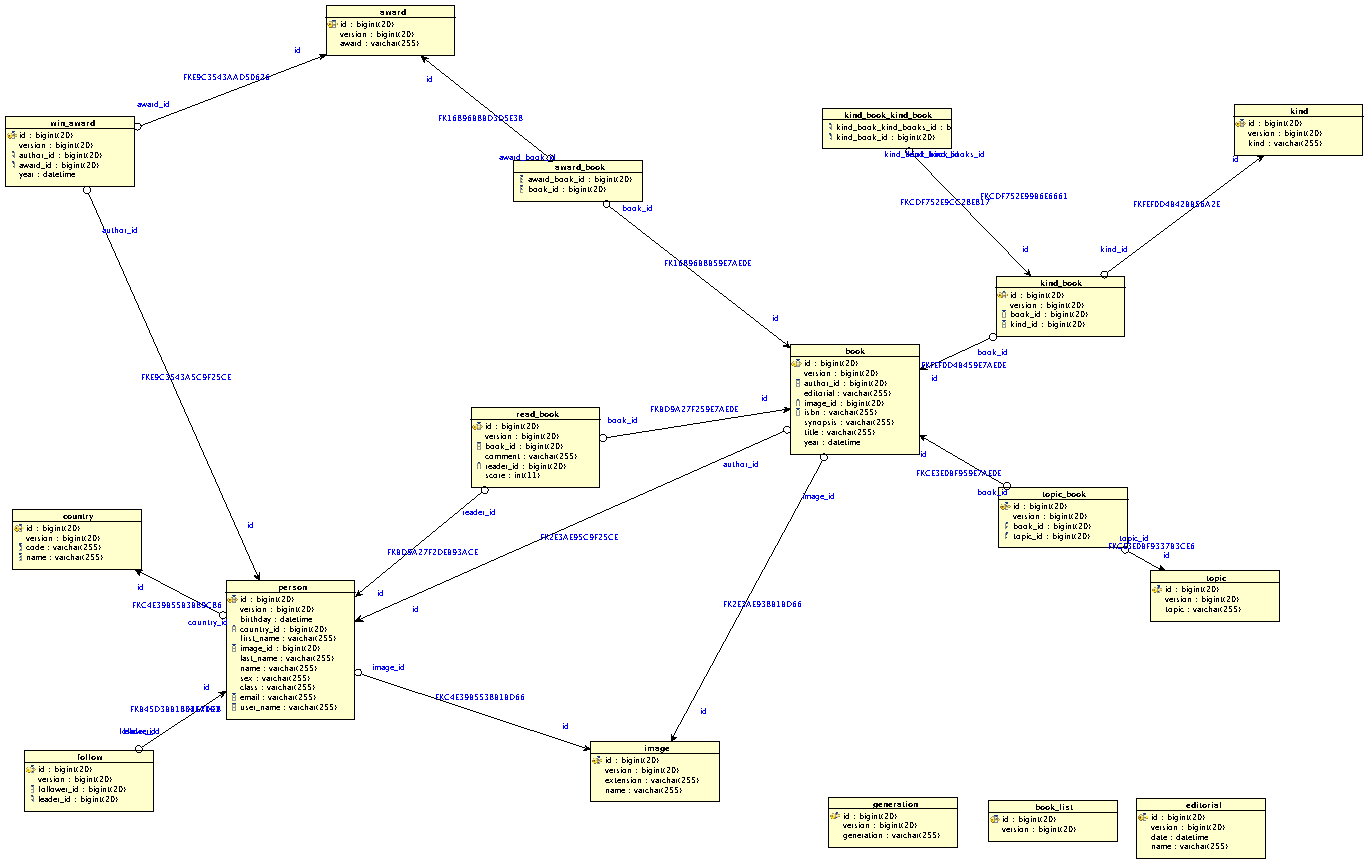 award
id : bigint(20)
version : bigint(20)
award : varchar(255)
id
id
FKE9C3543AAD5D626
award_id
win_award
id : bigint(20)
version : bigint(20)
author_id : bigint(20)
award_id : bigint(20)
year : datetime
author_id
award_book
award_book_id : bigint(20)
book_id : bigint(20)
book_id
id
kind_book_kind_book
kind_book_kind_books_id : b
kind_book_id : bigint(20)
id
kind
id : bigint(20)
version : bigint(20)
kind : varchar(255)
id
kind_id
kind_book
id : bigint(20)
version : bigint(20)
book_id : bigint(20)
kind_id : bigint(20)
book_id
id
FKE9C3543A5C9F25CE
FK16B96BBB59E7AE0E
book
id : bigint(20)
version : bigint(20)
author_id : bigint(20)
editorial : varchar(255)
image_id : bigint(20)
isbn : varchar(255)
synopsis : varchar(255)
title : varchar(255)
year : datetime
read_book
id : bigint(20)
version : bigint(20)
book_id : bigint(20)
comment : varchar(255)
reader_id : bigint(20)
score : int(11)
book_id
FKBD9A27F259E7AE0E
id
author_id
image_id
reader_id
FKBD9A27F2DEB93ACE
FK2E3AE95C9F25CE
FK2E3AE93BB1BD66
id
FKCE3E0BF959E7AE0E
book_id
topic_book
id : bigint(20)
version : bigint(20)
book_id : bigint(20)
topic_id : bigint(20)
topic_id
id
topic
id : bigint(20)
version : bigint(20)
topic : varchar(255)
country
id : bigint(20)
version : bigint(20)
code : varchar(255)
name : varchar(255)
id
id
country_id
person
id : bigint(20)
version : bigint(20)
birthday : datetime
country_id : bigint(20)
first_name : varchar(255)
image_id : bigint(20)
last_name : varchar(255)
name : varchar(255)
sex : varchar(255)
class : varchar(255)
email : varchar(255)
user_name : varchar(255)
id
id
image_id
FKC4E39B553BB1BD66
id
id
id
follow
id : bigint(20)
version : bigint(20)
follower_id : bigint(20)
leader_id : bigint(20)
image
id : bigint(20)
version : bigint(20)
extension : varchar(255)
name : varchar(255)
generation
id : bigint(20)
version : bigint(20)
generation : varchar(255)
book_list
id : bigint(20)
version : bigint(20)
editorial
id : bigint(20)
version : bigint(20)
date : datetime
name : varchar(255)